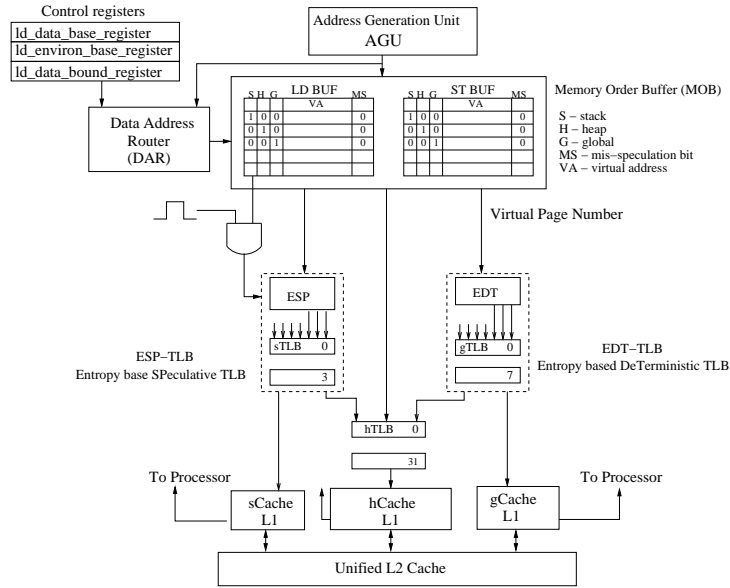 Control registers
ld_data_base_register
ld_environ_base_register
ld_data_bound_register
Address Generation Unit
AGU
Data Address
Router
(DAR)
LD BUF
S H G
VA
MS
1 0 0 0
0 1 0 0
0 0 1 0
ST BUF
S H G
VA
MS
1 0 0 0
0 1 0 0
0 0 1 0
Memory Order Buffer (MOB)
S – stack
H – heap
G – global
MS – mis–speculation bit
VA – virtual address
Virtual Page Number
ESP
sTLB 0
3
EDT
gTLB 0
7
ESP–TLB
Entropy base SPeculative TLB
EDT–TLB
Entropy based DeTerministic TLB
hTLB 0
31
To Processor
sCache
L1
hCache
L1
gCache
L1
To Processor
Unified L2 Cache